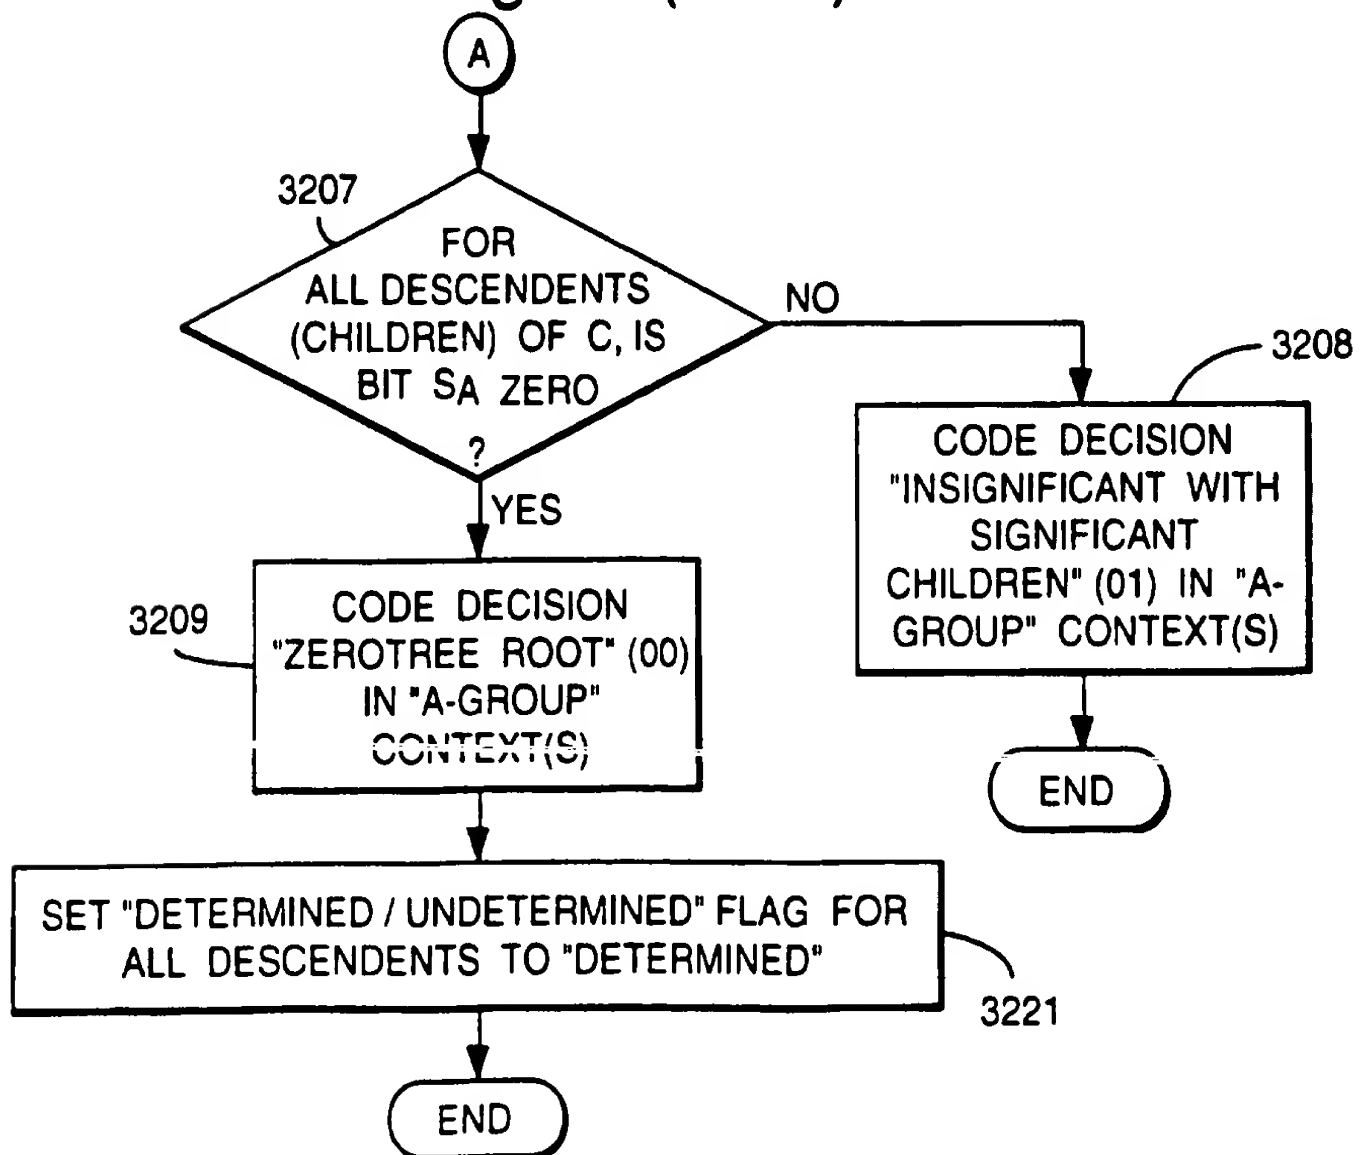 A
3207
FOR
ALL DESCENDENTS
(CHILDREN) OF C, IS
BIT SA ZERO
?
NO
3208
CODE DECISION
"INSIGNIFICANT WITH
SIGNIFICANT
CHILDREN" (01) IN "A-
GROUP" CONTEXT(S)
END
YES
3209
CODE DECISION
"ZEROTREE ROOT" (00)
IN "A-GROUP"
CONTEXT(S)
SET "DETERMINED / UNDETERMINED" FLAG FOR
ALL DESCENDENTS TO "DETERMINED"
3221
END